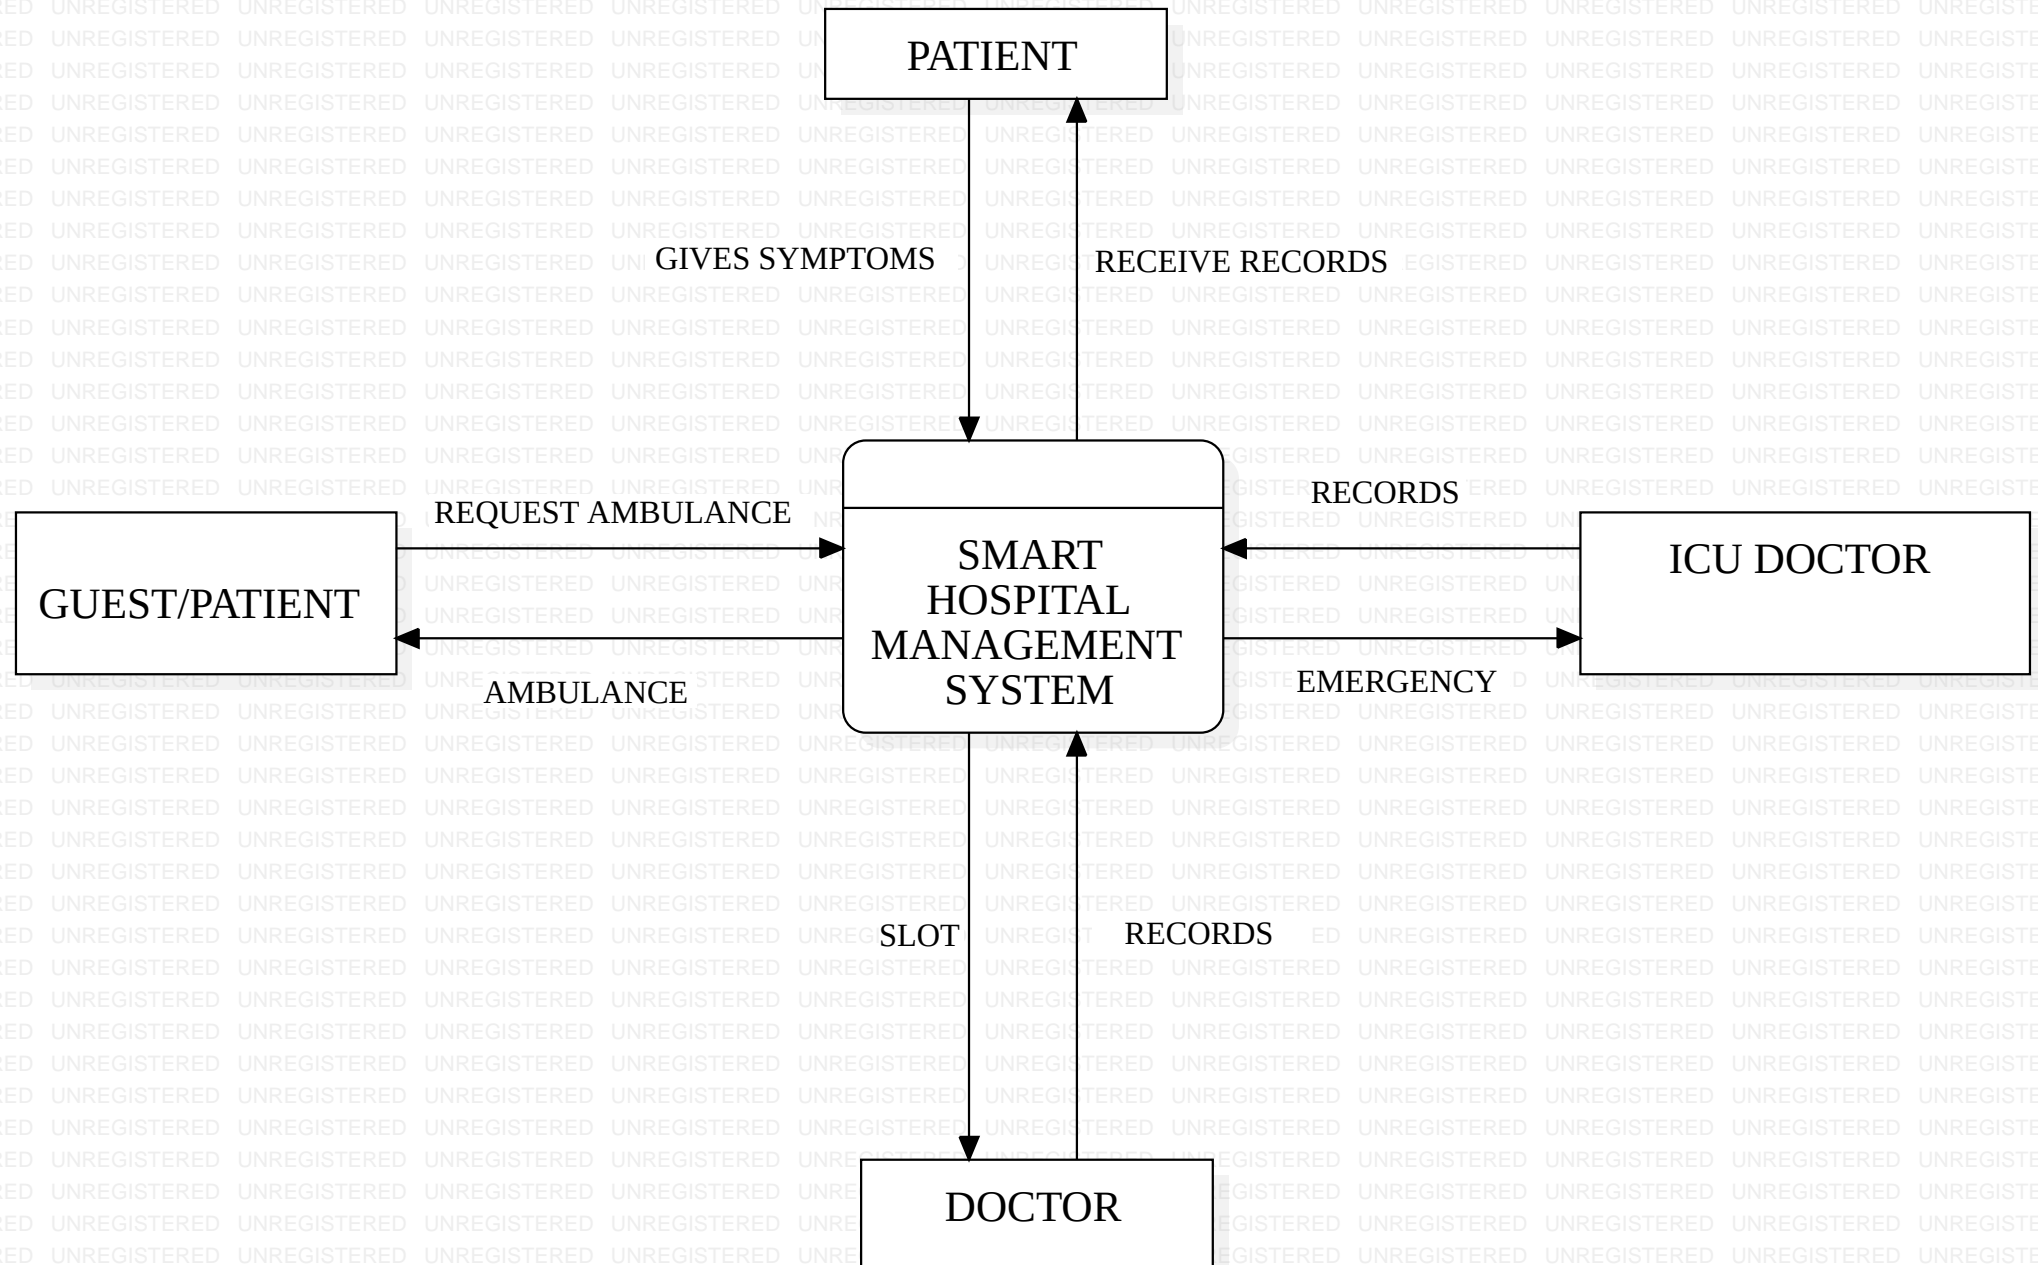 PATIENT
GIVES SYMPTOMS
RECEIVE RECORDS
REQUEST AMBULANCE
RECORDS
GUEST/PATIENT
SMART
HOSPITAL
MANAGEMENT
SYSTEM
ICU DOCTOR
AMBULANCE
EMERGENCY
SLOT
RECORDS
DOCTOR
UNREGISTERED